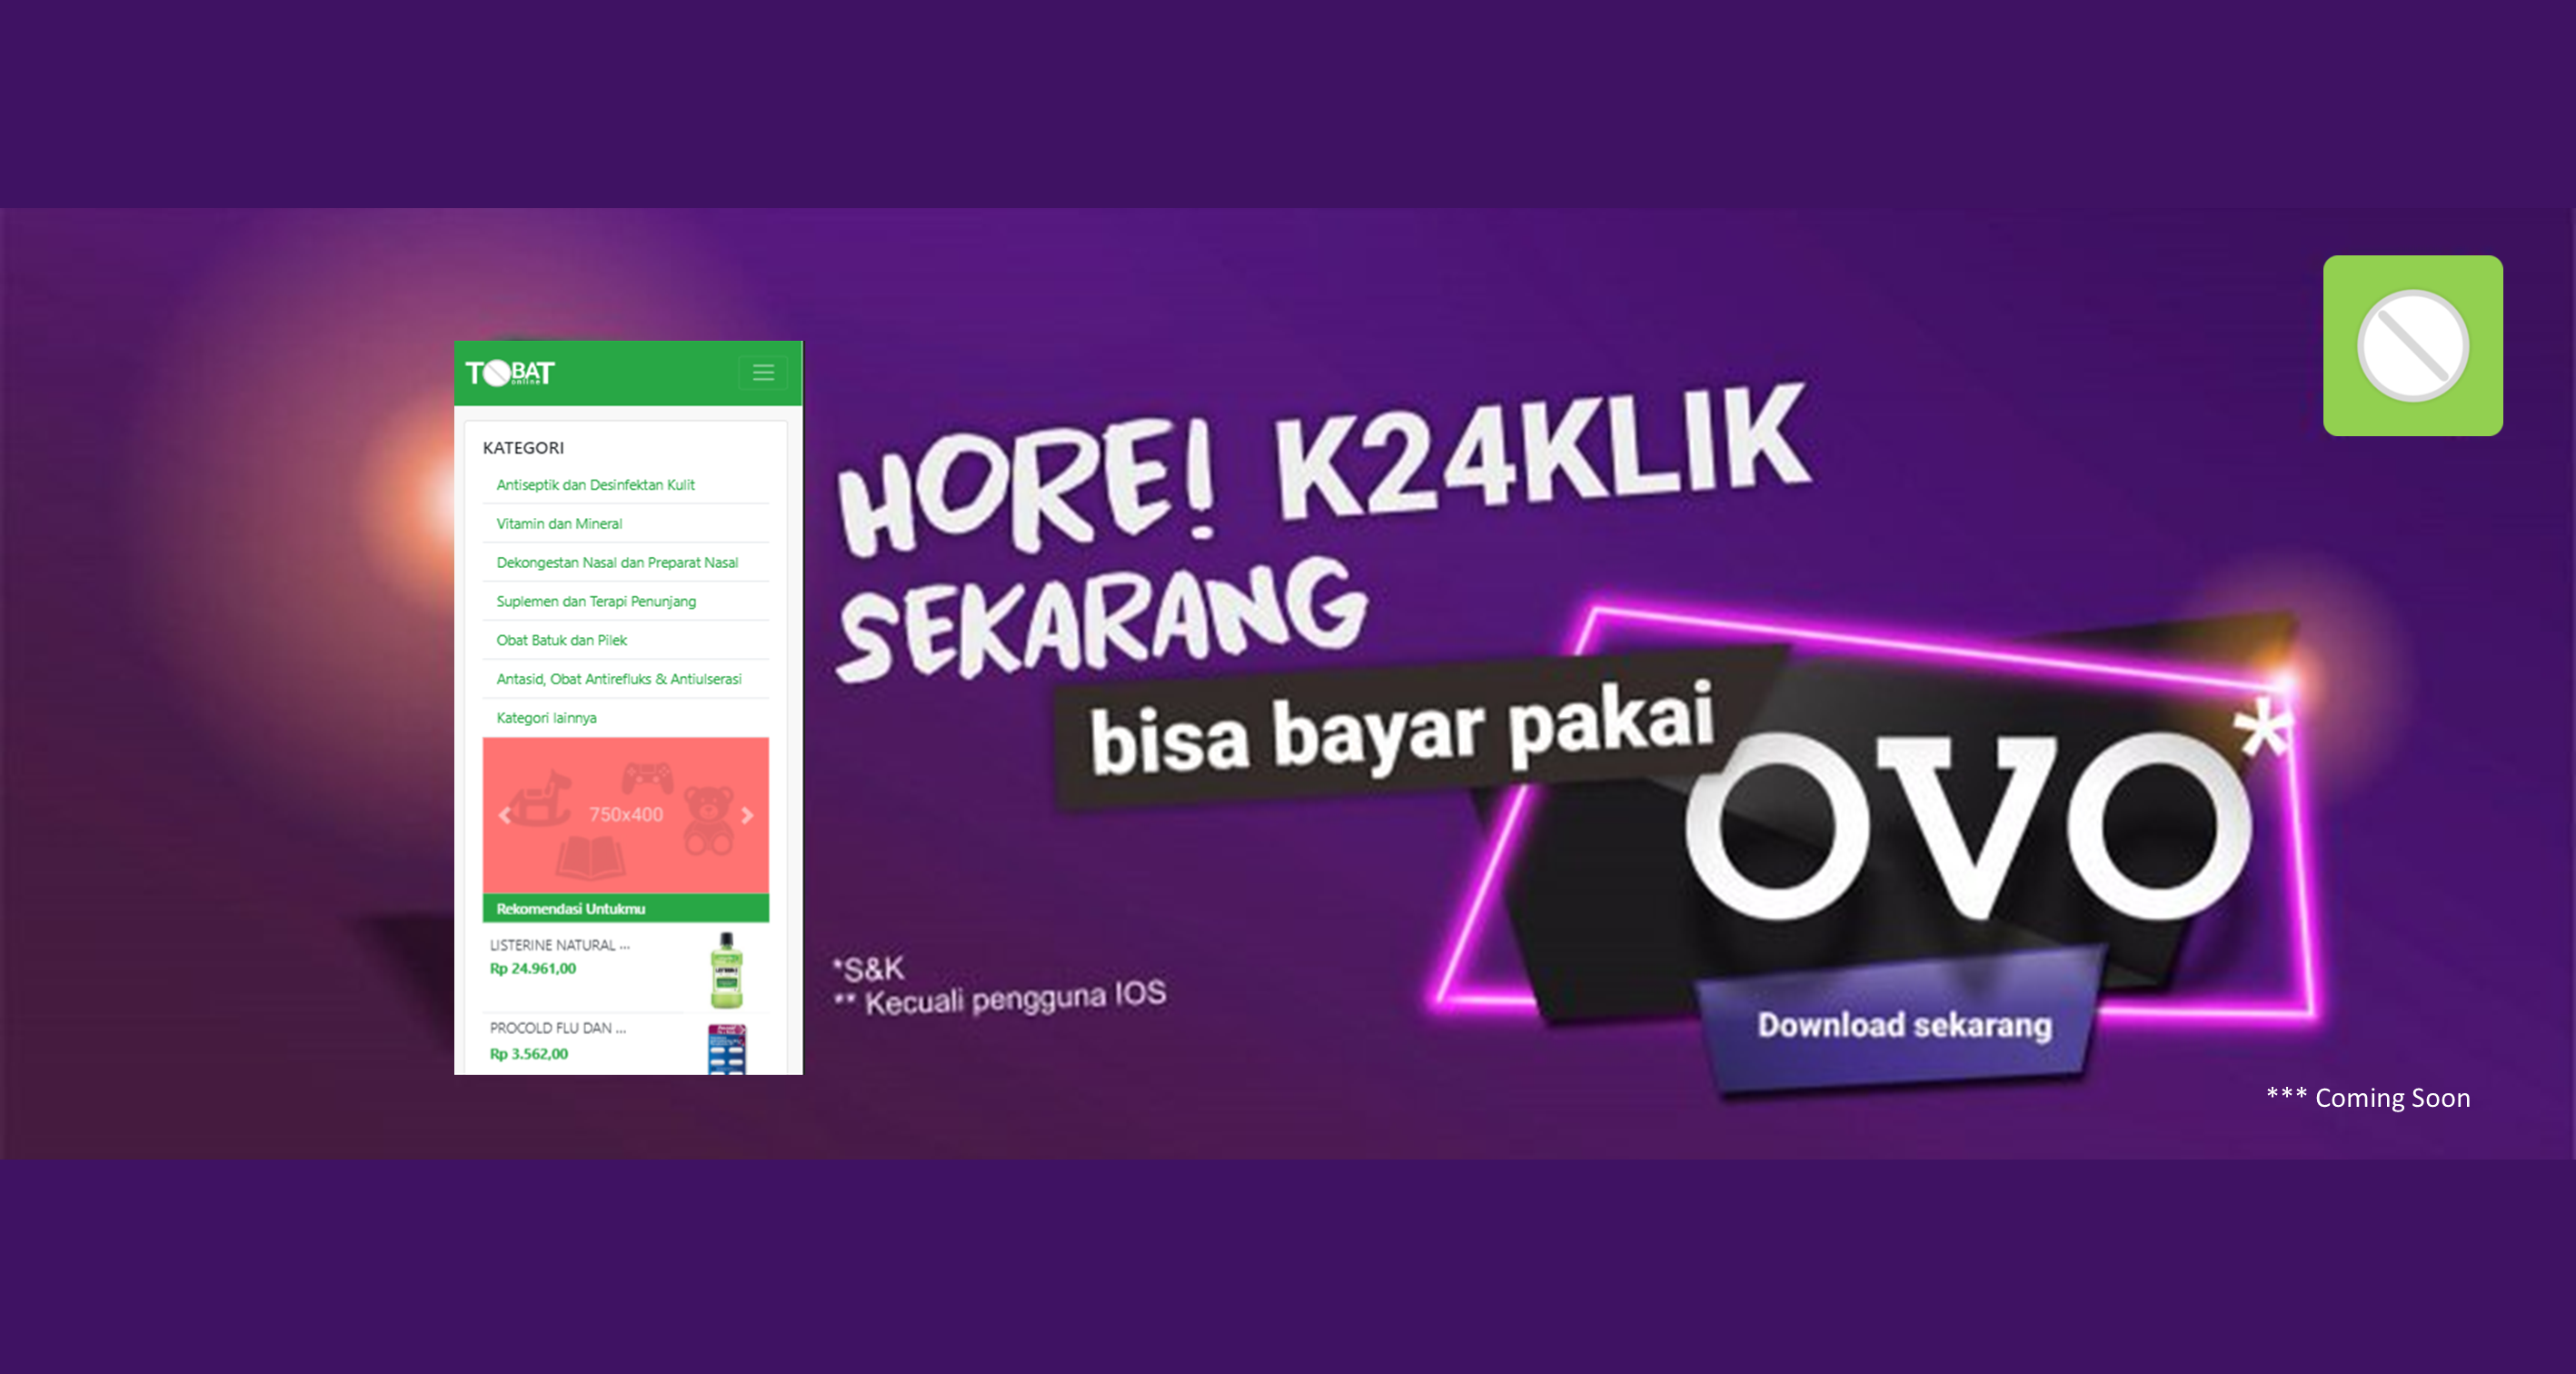 TOBAT
online
KATEGORI
Antiseptik dan Desinfektan Kulit
Vitamin dan Mineral
Dekongestan Nasal dan Preparat Nasal
Suplemen dan Terapi Penunjang
Obat Batuk dan Pilek
Antasid, Obat Antirefluks & Antiulserasi
Kategori lainnya
750x400
Rekomendasi Untukmu
LISTERINE NATURAL ...
Rp 24.961,00
PROCOLD FLU DAN ...
Rp 3.562,00
HORE! K24KLIK
SEKARANG
bisa bayar pakai
OVO*
Download sekarang
*S&K
** Kecuali pengguna IOS
*** Coming Soon